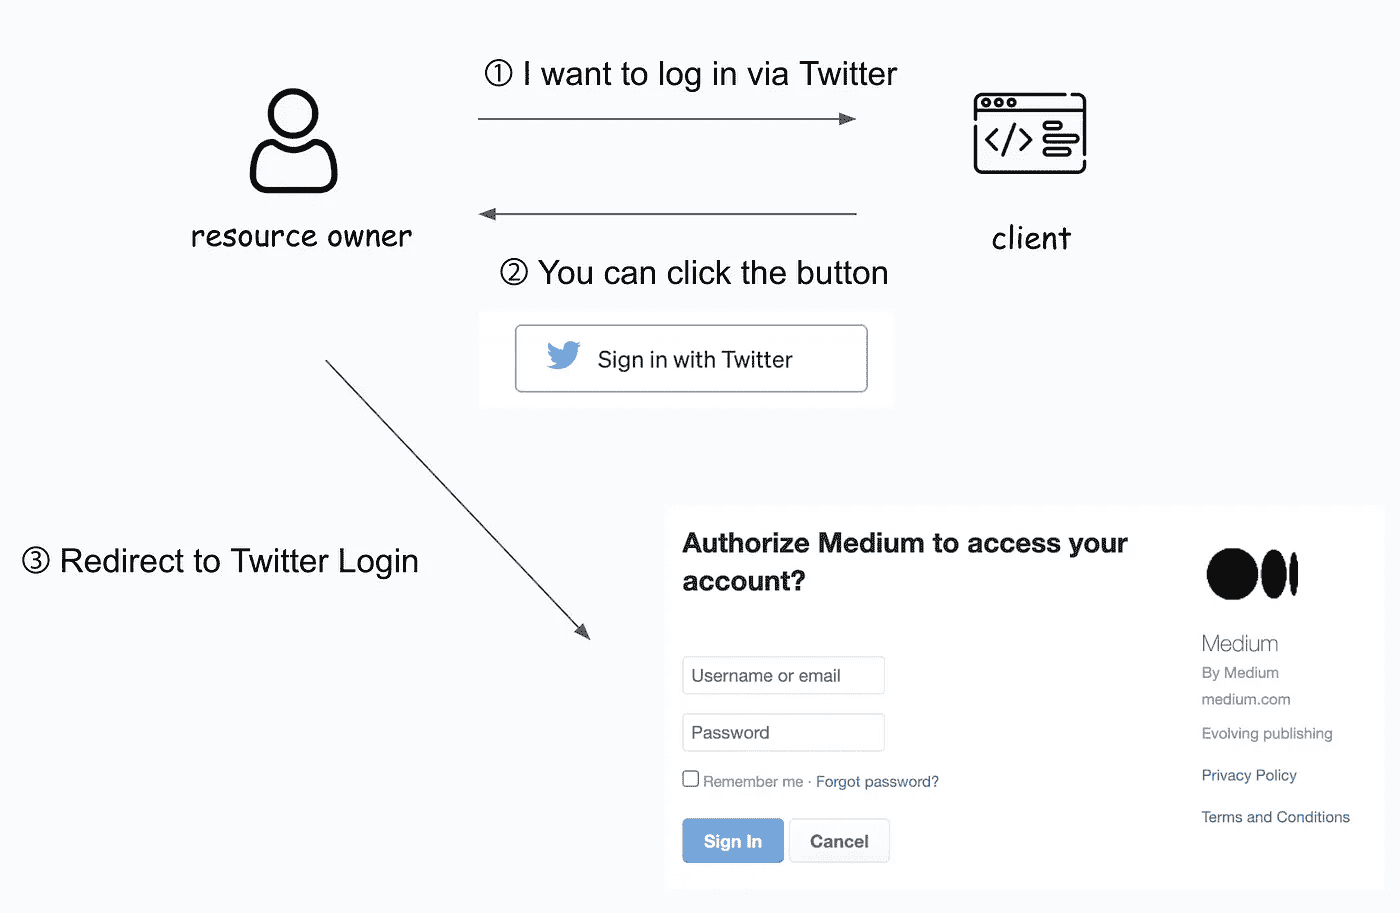 ① I want to log in via Twitter
resource owner
client
② You can click the button
Sign in with Twitter
③ Redirect to Twitter Login
Authorize Medium to access your
account?
Username or email
Password
Remember me · Forgot password?
Sign In
Cancel
Medium
By Medium
medium.com
Evolving publishing
Privacy Policy
Terms and Conditions